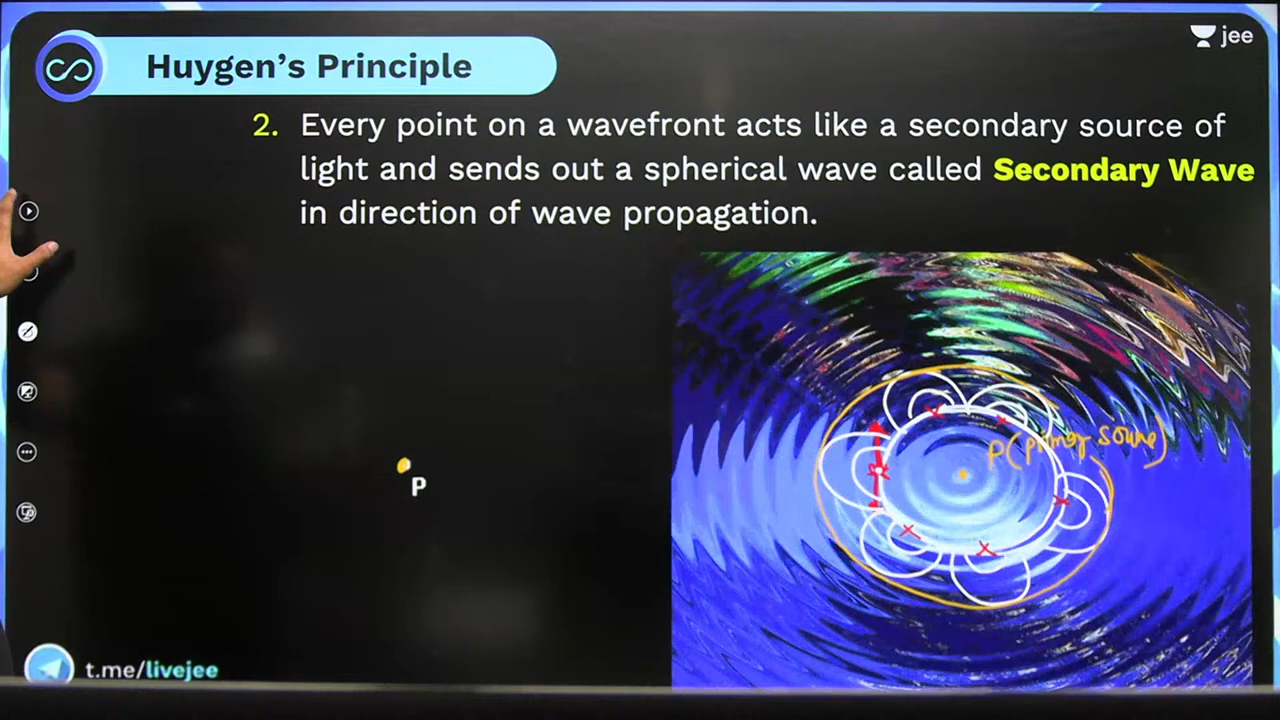 jee
Huygen's Principle
2. Every point on a wavefront acts like a secondary source of
light and sends out a spherical wave called Secondary Wave
in direction of wave propagation.
P (primary source)
P
t.me/livejee